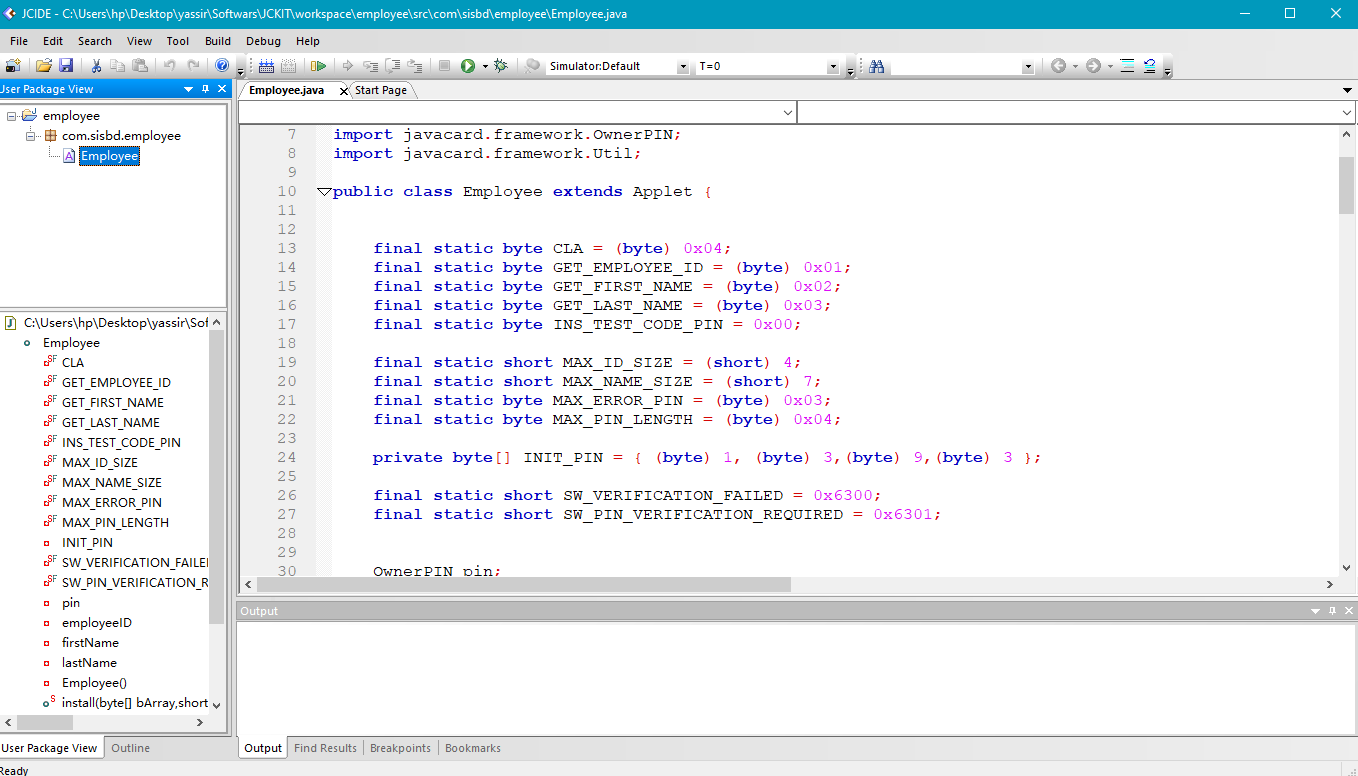 JCIDE - C:\Users\hp\Desktop\yassir\Softwars\JCKIT\workspace\employee\src\com\sisbd\employee\Employee.java
File Edit Search View Tool Build Debug Help
Simulator:Default T=0
User Package View
employee
com.sisbd.employee
Employee
C:\Users\hp\Desktop\yassir\Sof
Employee
CLA
GET_EMPLOYEE_ID
GET_FIRST_NAME
GET_LAST_NAME
INS_TEST_CODE_PIN
MAX_ID_SIZE
MAX_NAME_SIZE
MAX_ERROR_PIN
MAX_PIN_LENGTH
INIT_PIN
SW_VERIFICATION_FAILE
SW_PIN_VERIFICATION_R
pin
employeeID
firstName
lastName
Employee()
install(byte[] bArray,short
User Package View Outline
Employee.java Start Page
7 import javacard.framework.OwnerPIN;
8 import javacard.framework.Util;
9
10 public class Employee extends Applet {
11
12
13 final static byte CLA = (byte) 0x04;
14 final static byte GET_EMPLOYEE_ID = (byte) 0x01;
15 final static byte GET_FIRST_NAME = (byte) 0x02;
16 final static byte GET_LAST_NAME = (byte) 0x03;
17 final static byte INS_TEST_CODE_PIN = 0x00;
18
19 final static short MAX_ID_SIZE = (short) 4;
20 final static short MAX_NAME_SIZE = (short) 7;
21 final static byte MAX_ERROR_PIN = (byte) 0x03;
22 final static byte MAX_PIN_LENGTH = (byte) 0x04;
23
24 private byte[] INIT_PIN = { (byte) 1, (byte) 3,(byte) 9,(byte) 3 };
25
26 final static short SW_VERIFICATION_FAILED = 0x6300;
27 final static short SW_PIN_VERIFICATION_REQUIRED = 0x6301;
28
29
30 OwnerPIN pin;
Output
Output Find Results Breakpoints Bookmarks
Ready